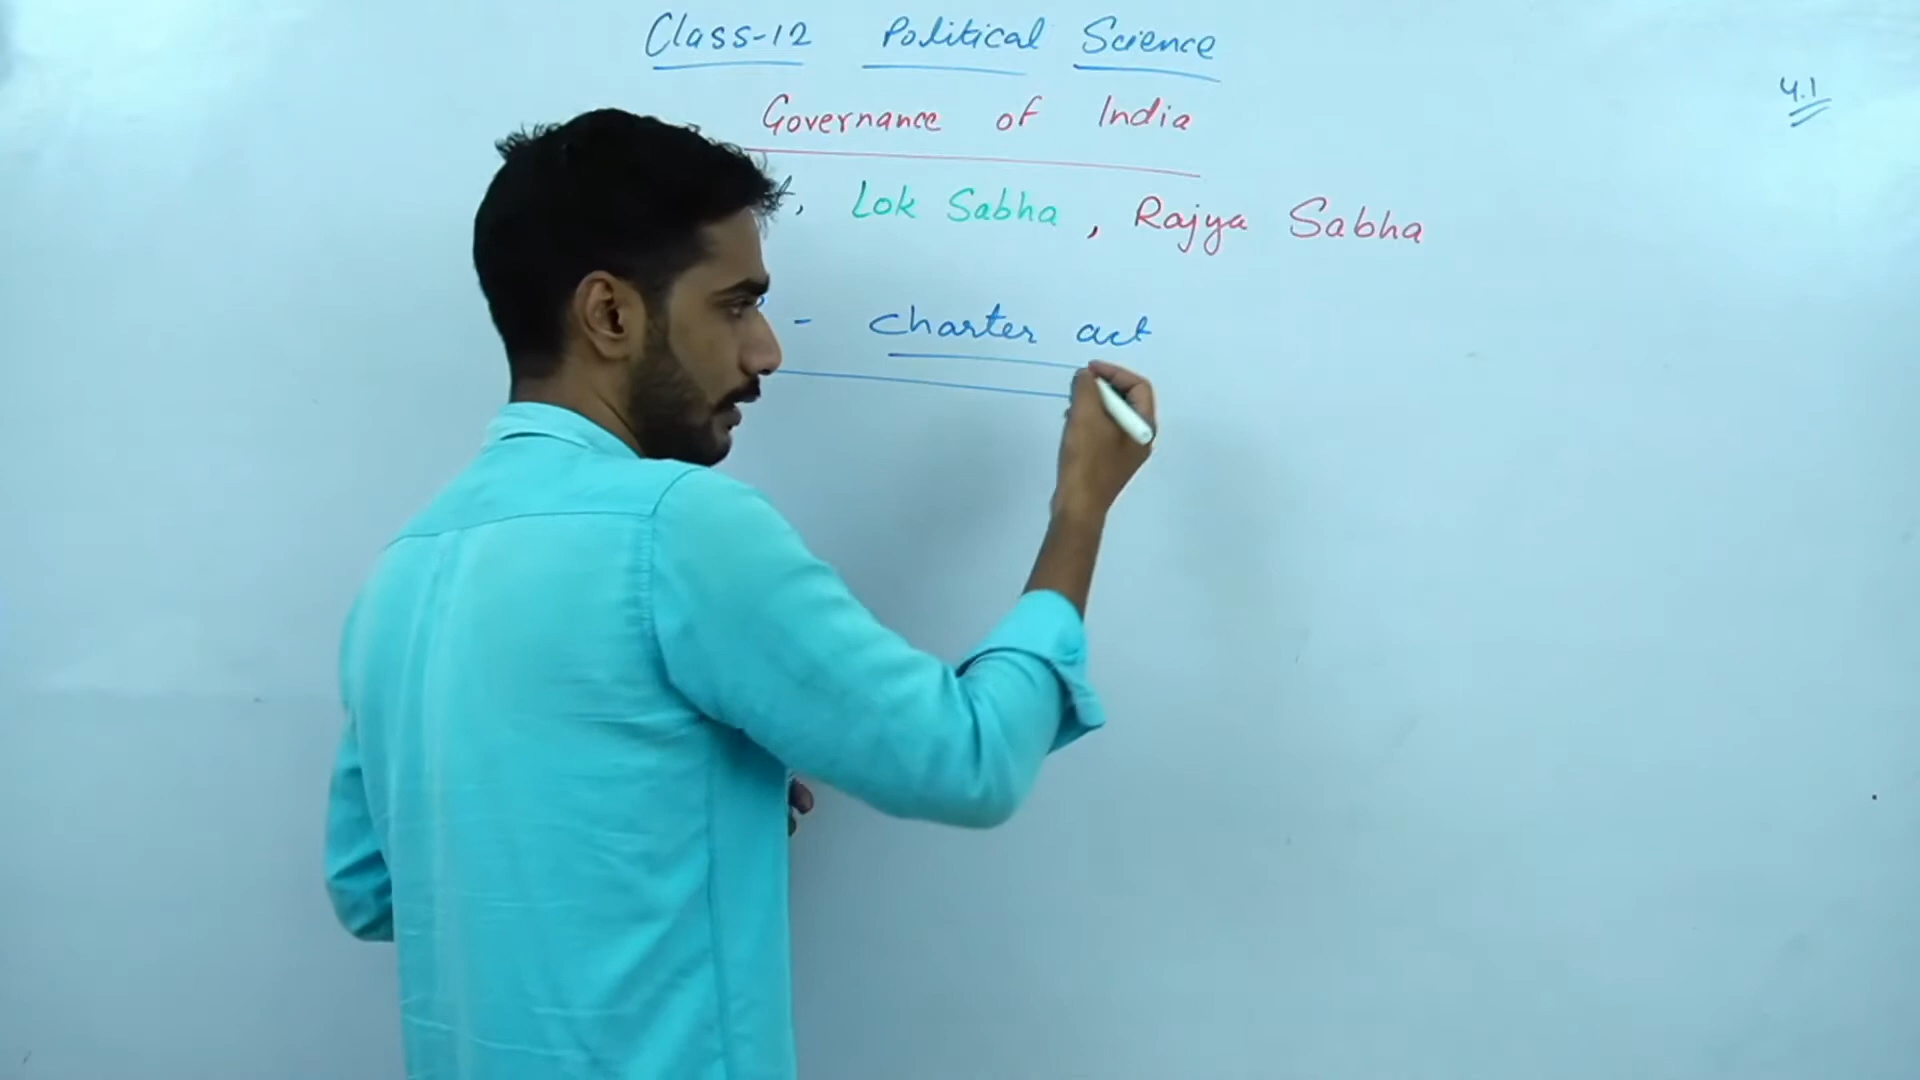 Class-12 Political Science
4.1
Governance of India
Lok Sabha, Rajya Sabha
- Charter act